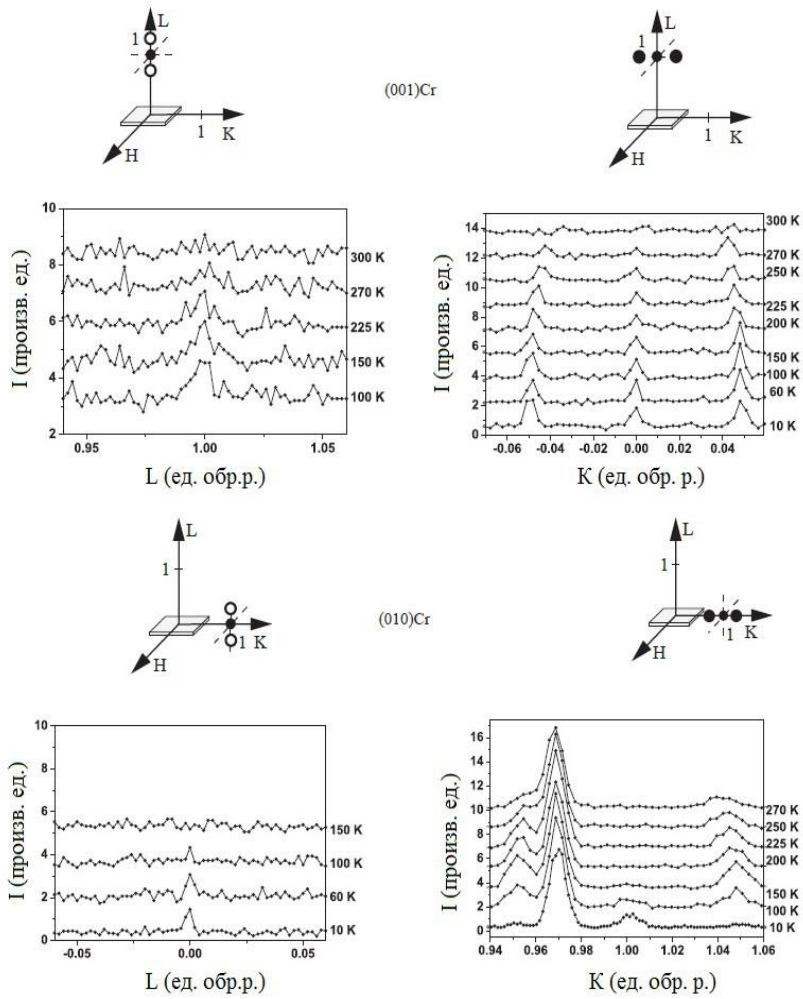 L
1
1
K
H
(001)Cr
L
1
1
K
H
I (произв. ед.)
10
8
6
4
2
300 K
270 K
225 K
150 K
100 K
0.95
1.00
1.05
L (ед. обр.р.)
I (произв. ед.)
14
12
10
8
6
4
2
0
300 K
270 K
250 K
225 K
200 K
150 K
100 K
60 K
10 K
-0.06
-0.04
-0.02
0.00
0.02
0.04
К (ед. обр. р.)
L
1
1 K
H
(010)Cr
L
1
1
K
H
I (произв. ед.)
10
8
6
4
2
0
150 K
100 K
60 K
10 K
-0.05
0.00
0.05
L (ед. обр.р.)
I (произв. ед.)
16
14
12
10
8
6
4
2
0
270 K
250 K
225 K
200 K
150 K
100 K
10 K
0.94
0.96
0.98
1.00
1.02
1.04
1.06
К (ед. обр. р.)